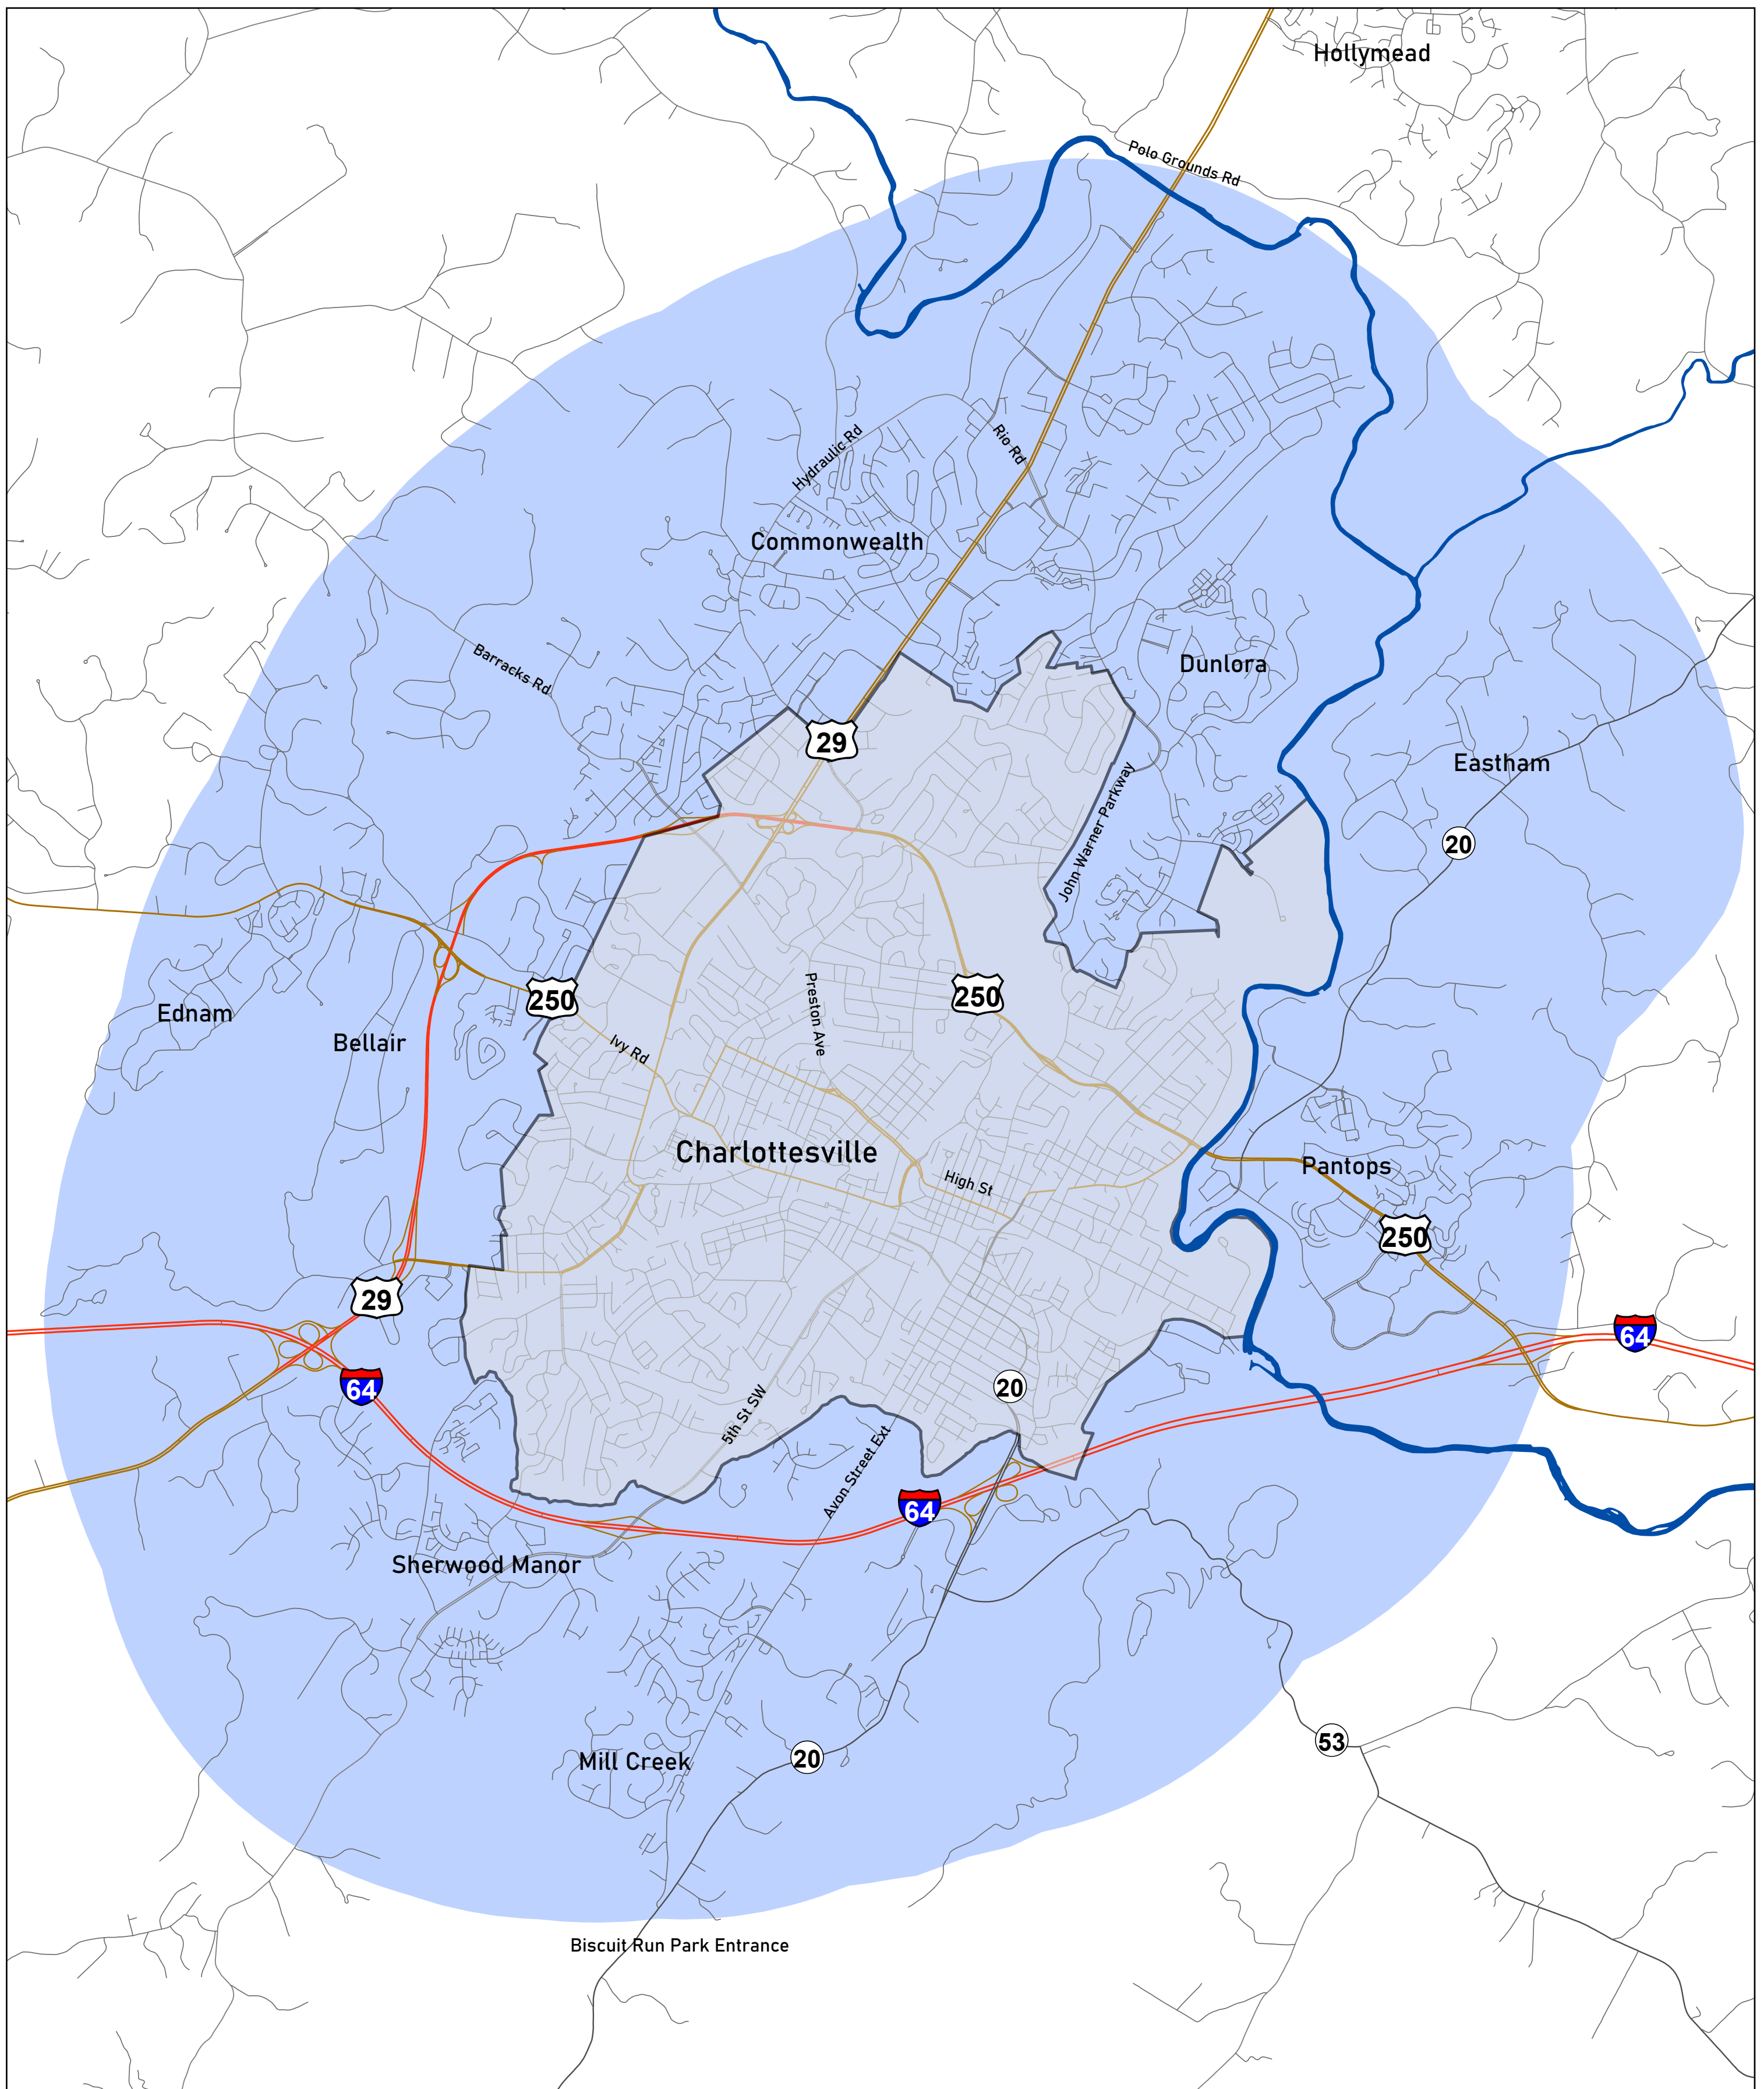 Hollymead
Polo Grounds Rd
Hydraulic Rd
Rio Rd
Commonwealth
Barracks Rd
Dunlora
29
Eastham
John Warner Parkway
20
250
250
Preston Ave
Ednam
Bellair
Ivy Rd
Charlottesville
High St
Pantops
250
29
64
64
20
5th St SW
Avon Street Ext
64
Sherwood Manor
53
Mill Creek
20
Biscuit Run Park Entrance